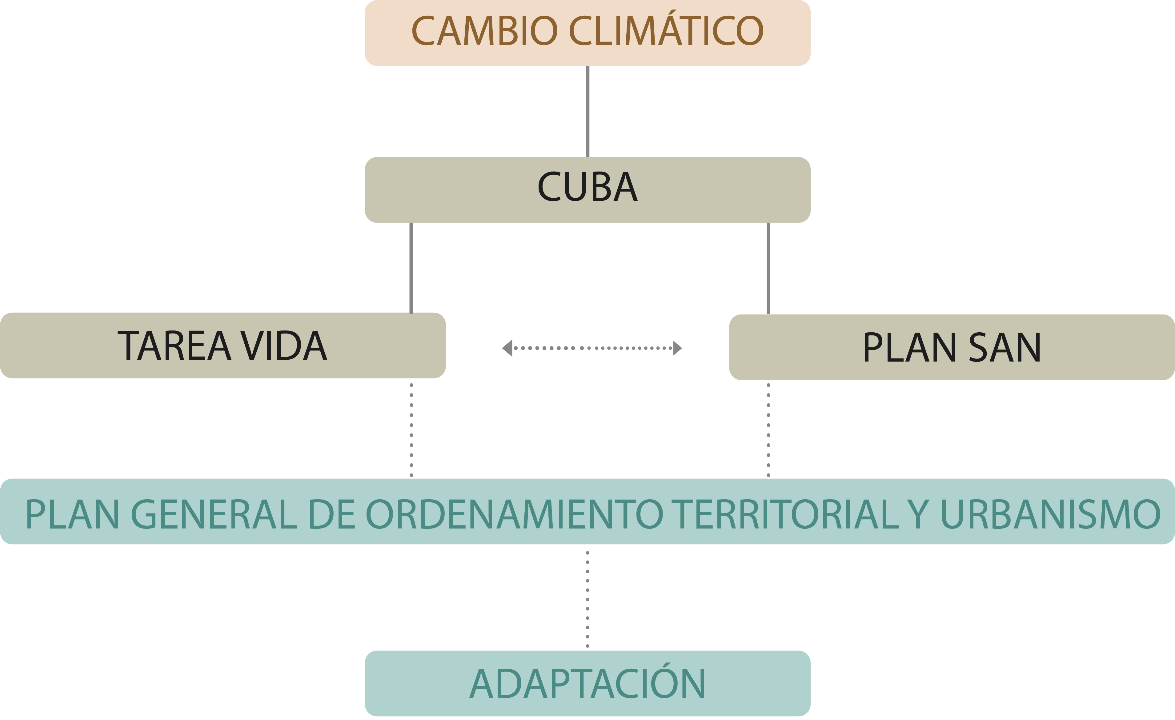 CAMBIO CLIMÁTICO
CUBA
TAREA VIDA
PLAN SAN
PLAN GENERAL DE ORDENAMIENTO TERRITORIAL Y URBANISMO
ADAPTACIÓN